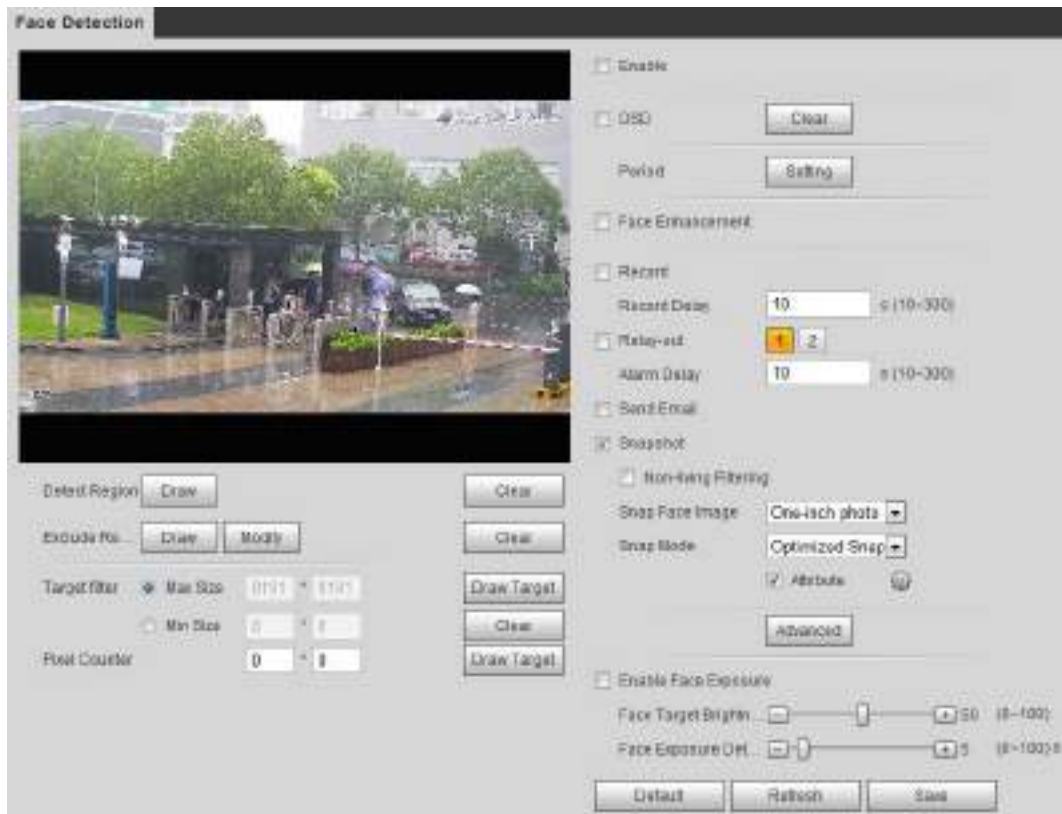 Face Detection
Enable
OSD
Clear
Period
Setting
Face Enhancement
Record
Record Delay
10
s (10~300)
Relay-out
1
2
Alarm Delay
10
s (10~300)
Send Email
Snapshot
Non-living Filtering
Snap Face Image
One-inch photo
Snap Mode
Optimized Snap
Attribute
Advanced
Enable Face Exposure
Face Target Brightn...
50
(0~100)
Face Exposure Det...
5
Default
Refresh
Save
Detect Region
Draw
Clear
Exclude Re...
Draw
Modify
Clear
Target filter
Max Size
8191 * 8191
Draw Target
Min Size
0 * 0
Clear
Pixel Counter
0 * 0
Draw Target